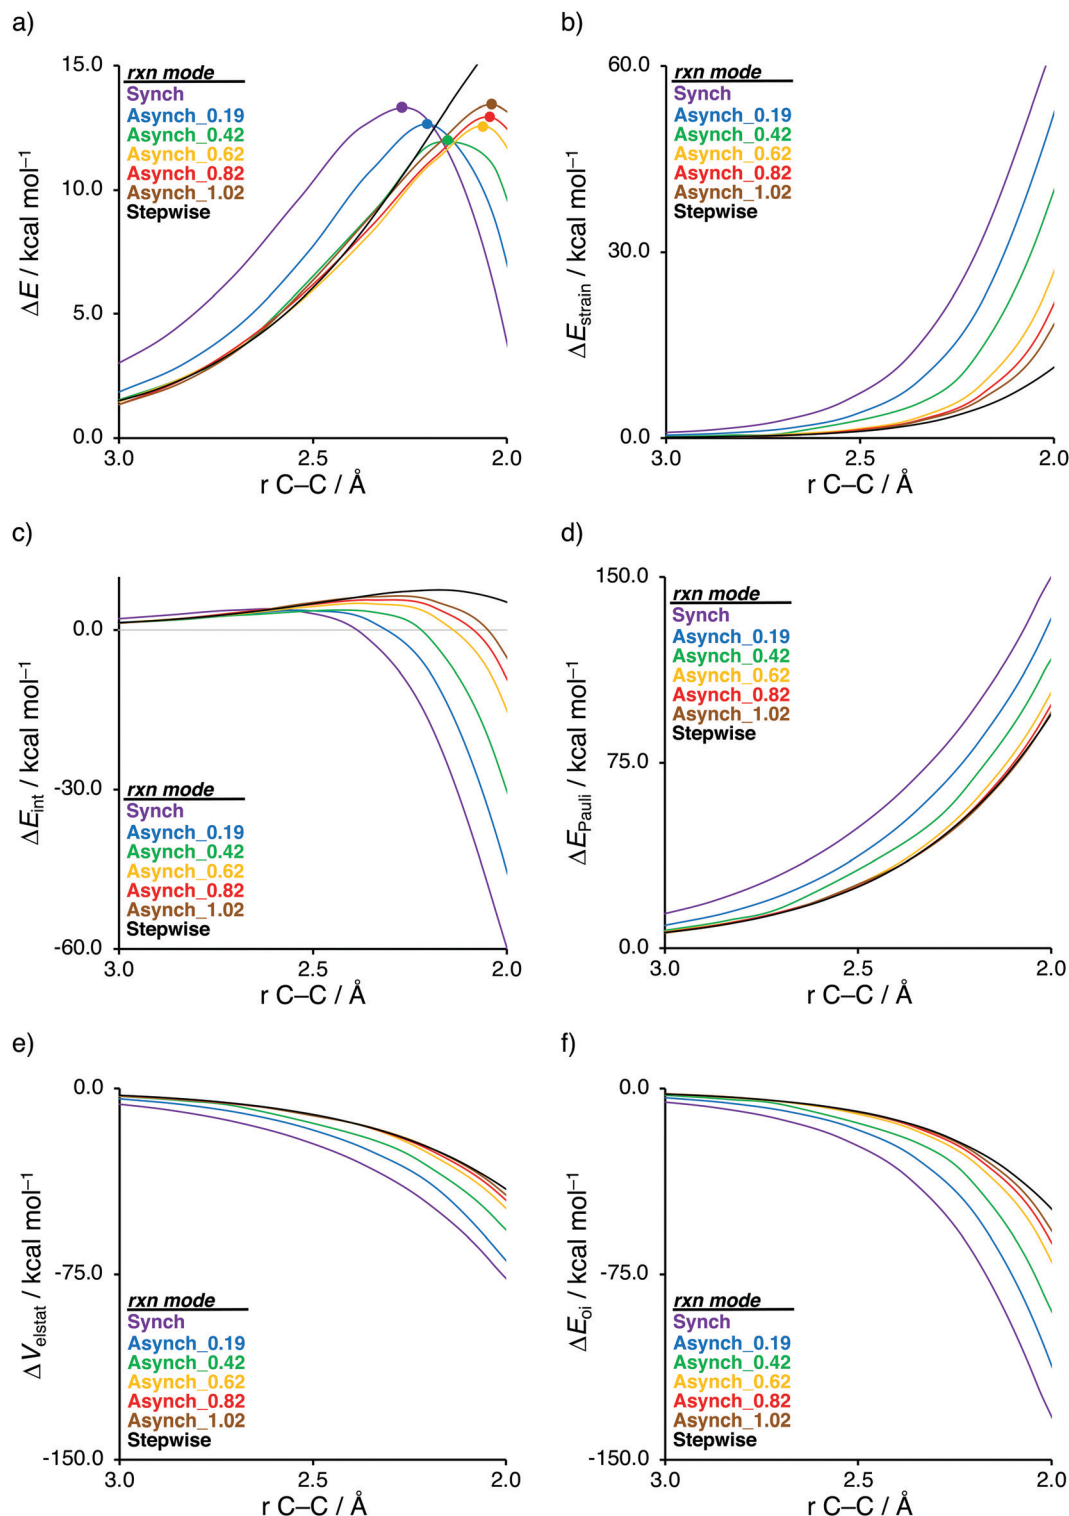 a)
15.0
10.0
5.0
0.0
3.0
2.5
2.0
ΔE / kcal mol⁻¹
r C–C / Å
rxn mode
Synch
Asynch_0.19
Asynch_0.42
Asynch_0.62
Asynch_0.82
Asynch_1.02
Stepwise
b)
60.0
30.0
0.0
3.0
2.5
2.0
ΔE_strain / kcal mol⁻¹
r C–C / Å
rxn mode
Synch
Asynch_0.19
Asynch_0.42
Asynch_0.62
Asynch_0.82
Asynch_1.02
Stepwise
c)
0.0
-30.0
-60.0
3.0
2.5
2.0
ΔE_int / kcal mol⁻¹
r C–C / Å
rxn mode
Synch
Asynch_0.19
Asynch_0.42
Asynch_0.62
Asynch_0.82
Asynch_1.02
Stepwise
d)
150.0
75.0
0.0
3.0
2.5
2.0
ΔE_Pauli / kcal mol⁻¹
r C–C / Å
rxn mode
Synch
Asynch_0.19
Asynch_0.42
Asynch_0.62
Asynch_0.82
Asynch_1.02
Stepwise
e)
0.0
-75.0
-150.0
3.0
2.5
2.0
ΔV_elstat / kcal mol⁻¹
r C–C / Å
rxn mode
Synch
Asynch_0.19
Asynch_0.42
Asynch_0.62
Asynch_0.82
Asynch_1.02
Stepwise
f)
0.0
-75.0
-150.0
3.0
2.5
2.0
ΔE_oi / kcal mol⁻¹
r C–C / Å
rxn mode
Synch
Asynch_0.19
Asynch_0.42
Asynch_0.62
Asynch_0.82
Asynch_1.02
Stepwise